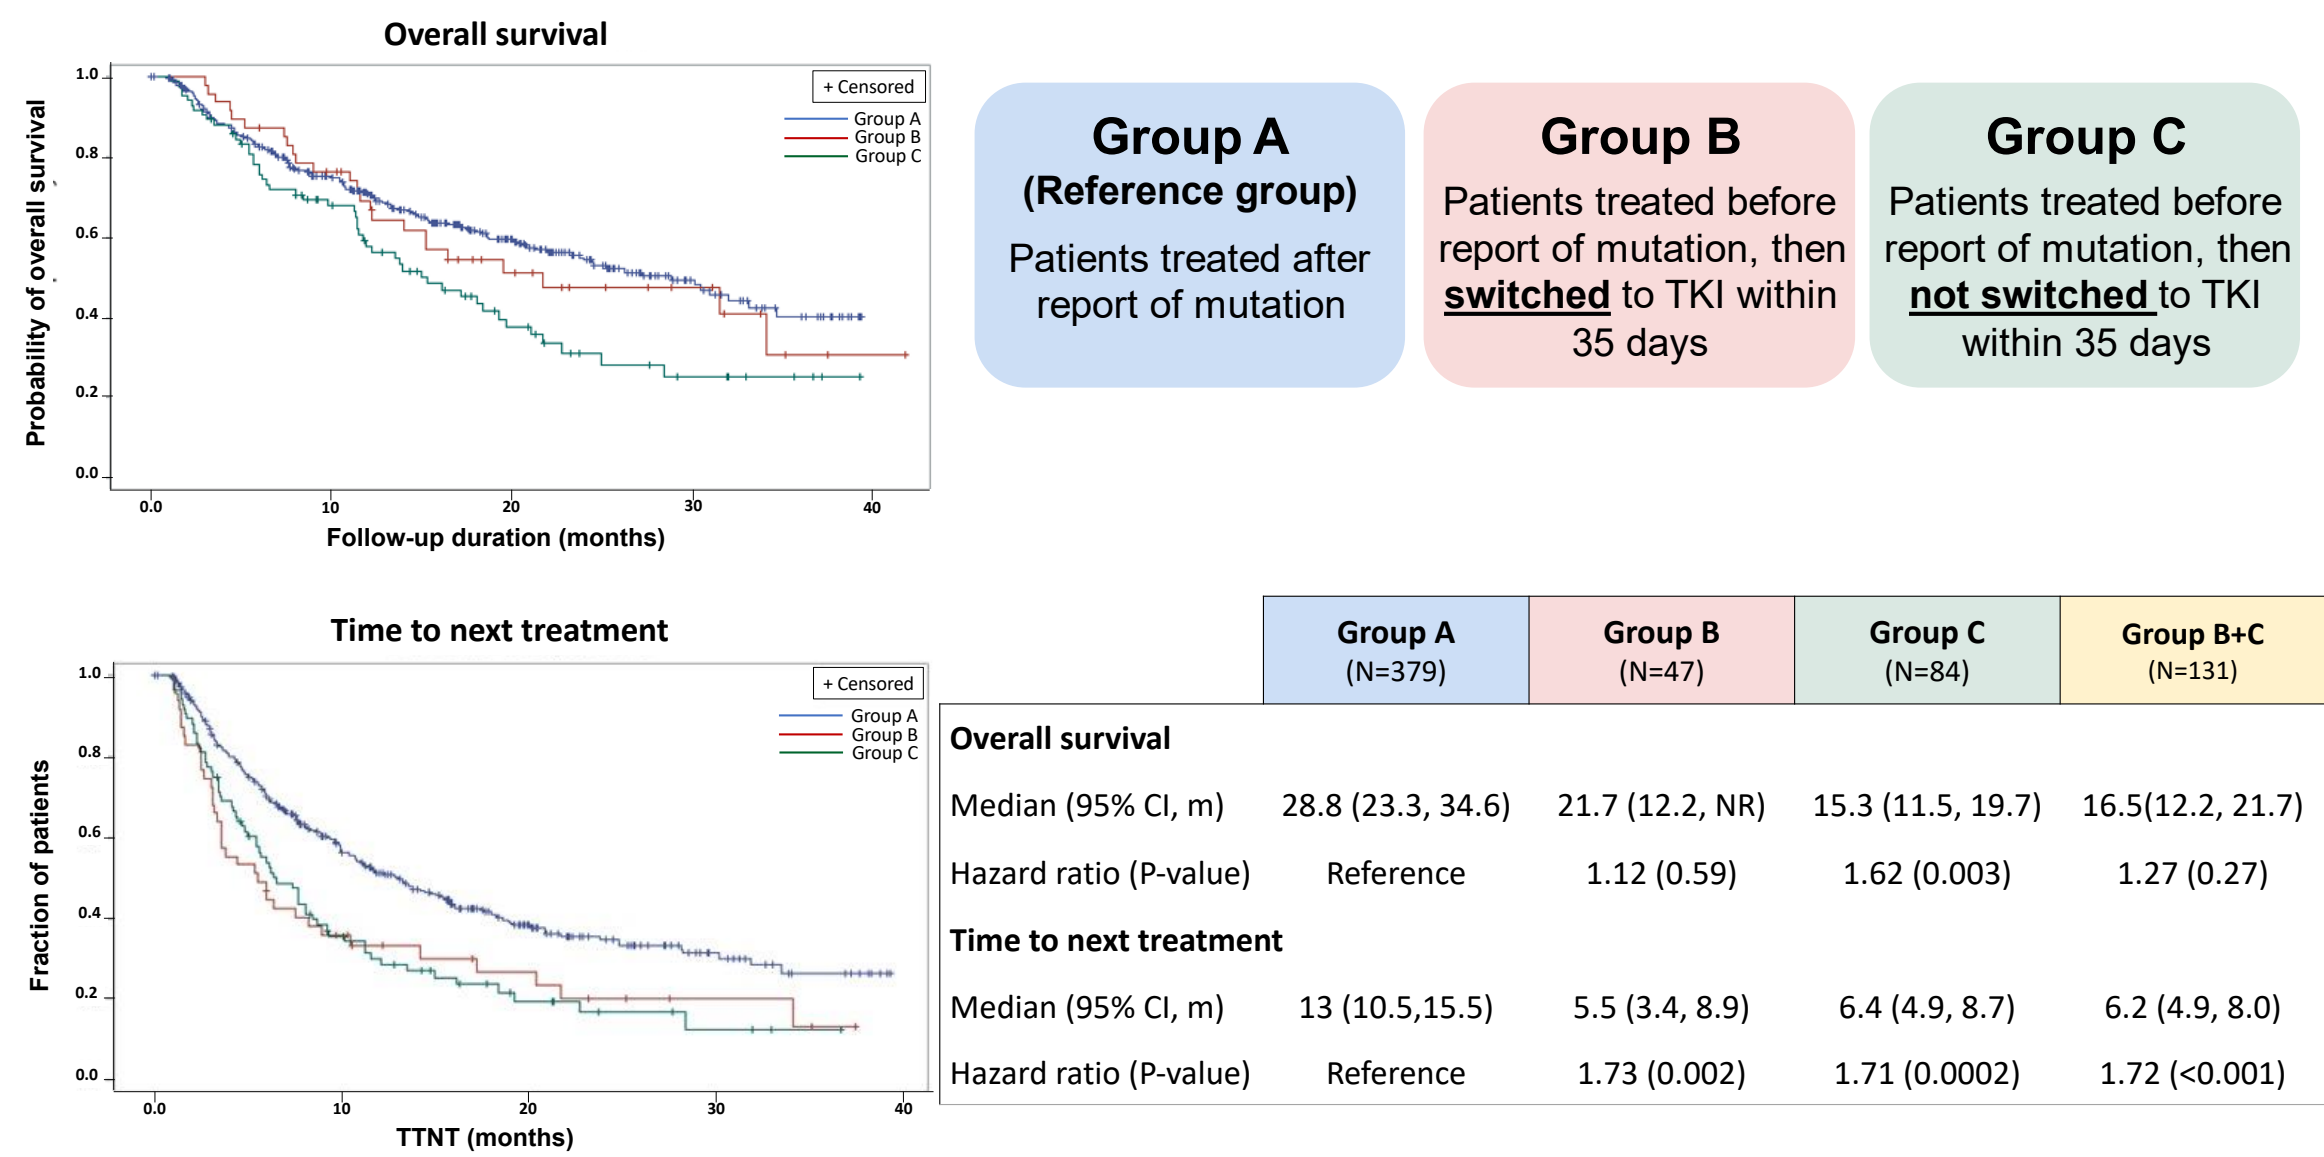 Overall survival
Probability of overall survival
1.0
0.8
0.6
0.4
0.2
0.0
+ Censored
Group A
Group B
Group C
0.0 10 20 30 40
Follow-up duration (months)
Group A
(Reference group)
Patients treated after
report of mutation
Group B
Patients treated before
report of mutation, then
switched to TKI within
35 days
Group C
Patients treated before
report of mutation, then
not switched to TKI
within 35 days
Time to next treatment
Fraction of patients
1.0
0.8
0.6
0.4
0.2
0.0
+ Censored
Group A
Group B
Group C
0.0 10 20 30 40
TTNT (months)
Group A Group B Group C Group B+C
(N=379) (N=47) (N=84) (N=131)
Overall survival
Median (95% CI, m) 28.8 (23.3, 34.6) 21.7 (12.2, NR) 15.3 (11.5, 19.7) 16.5(12.2, 21.7)
Hazard ratio (P-value) Reference 1.12 (0.59) 1.62 (0.003) 1.27 (0.27)
Time to next treatment
Median (95% CI, m) 13 (10.5,15.5) 5.5 (3.4, 8.9) 6.4 (4.9, 8.7) 6.2 (4.9, 8.0)
Hazard ratio (P-value) Reference 1.73 (0.002) 1.71 (0.0002) 1.72 (<0.001)